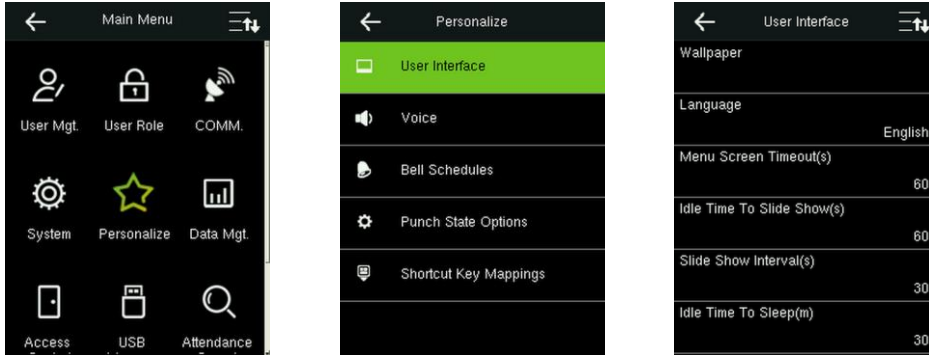 Main Menu
User Mgt. User Role COMM.
System Personalize Data Mgt.
Access USB Attendance
Personalize
User Interface
Voice
Bell Schedules
Punch State Options
Shortcut Key Mappings
User Interface
Wallpaper
Language
English
Menu Screen Timeout(s)
60
Idle Time To Slide Show(s)
60
Slide Show Interval(s)
30
Idle Time To Sleep(m)
30